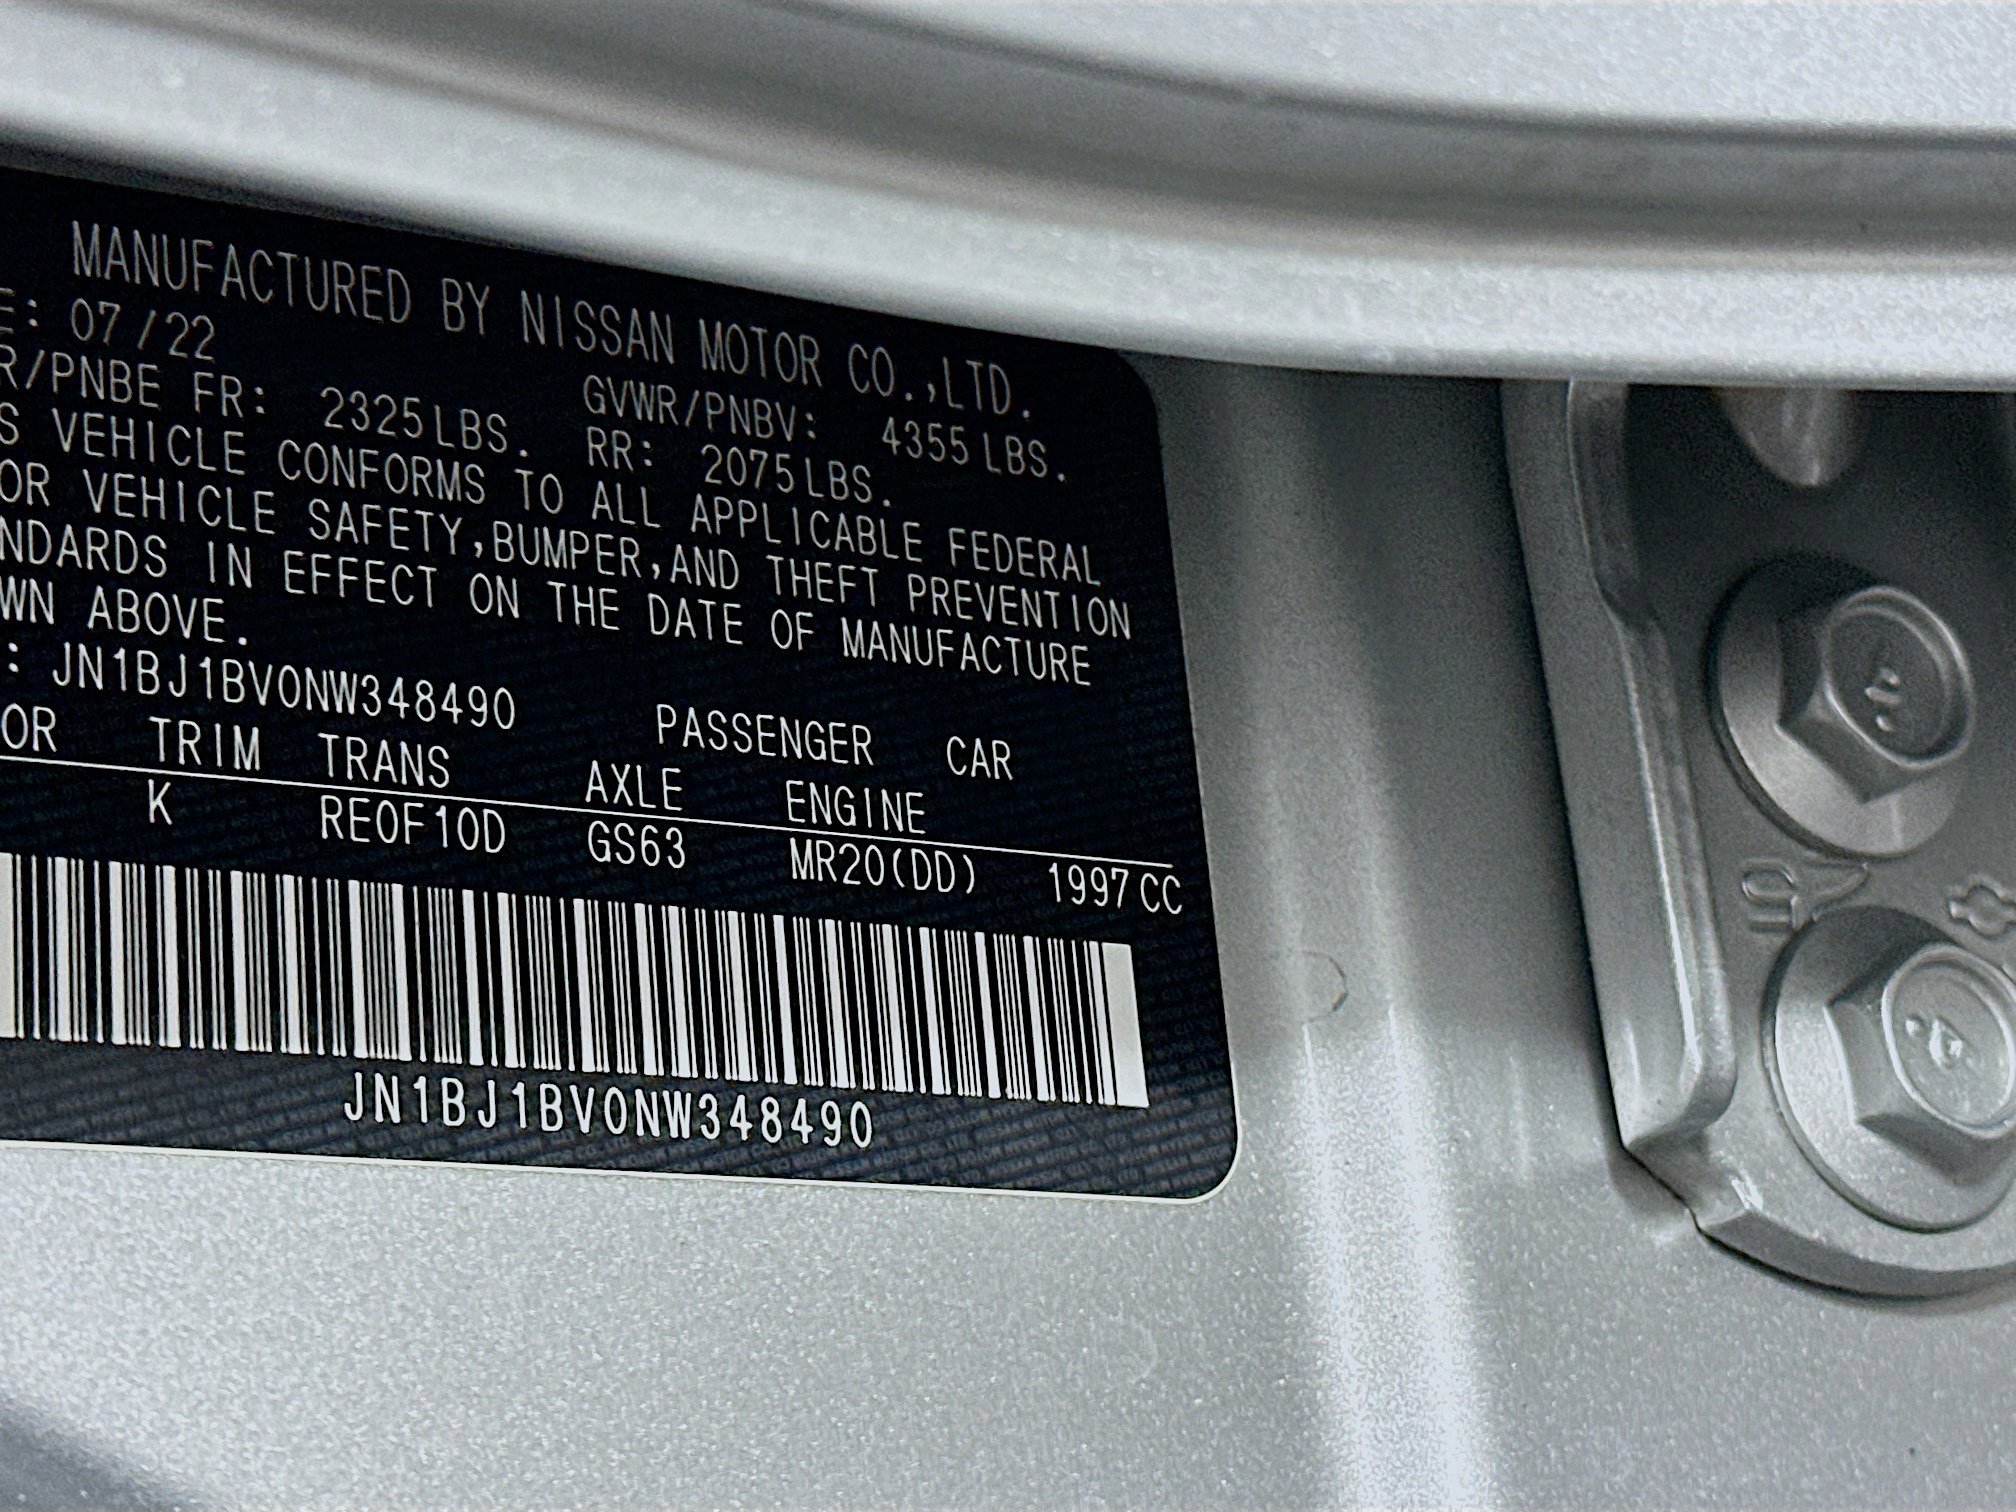 MANUFACTURED BY NISSAN MOTOR CO.,LTD.
E: 07/22 GVWR/PNBV: 4355LBS.
R/PNBE FR: 2325LBS. RR: 2075LBS.
S VEHICLE CONFORMS TO ALL APPLICABLE FEDERAL
OR VEHICLE SAFETY,BUMPER,AND THEFT PREVENTION
NDARDS IN EFFECT ON THE DATE OF MANUFACTURE
WN ABOVE.
: JN1BJ1BV0NW348490 PASSENGER CAR
OR TRIM TRANS AXLE ENGINE
K RE0F10D GS63 MR20(DD) 1997CC
JN1BJ1BV0NW348490